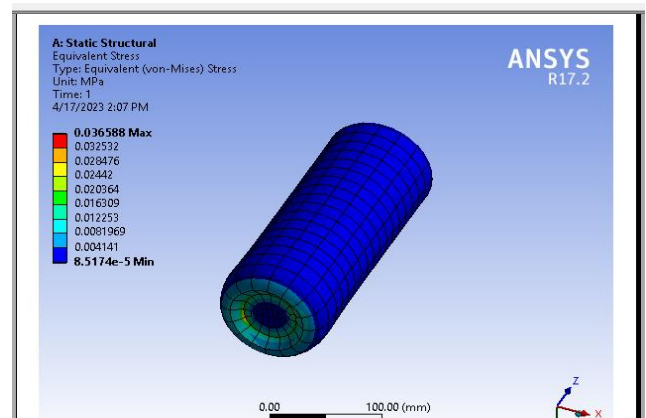 A: Static Structural
Equivalent Stress
Type: Equivalent (von-Mises) Stress
Unit: MPa
Time: 1
4/17/2023 2:07 PM
ANSYS
R17.2
0.036588 Max
0.032532
0.028476
0.02442
0.020364
0.016309
0.012253
0.0081969
0.004141
8.5174e-5 Min
0.00
100.00 (mm)
Z
X